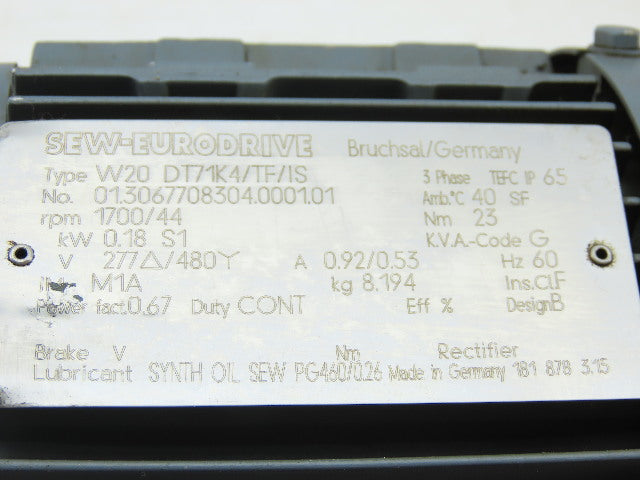 SEW-EURODRIVE Bruchsal/Germany
Type W20 DT71K4/TF/IS 3 Phase TEFC IP 65
No. 01.3067708304.0001.01 Amb.°C 40 SF
rpm 1700/44 Nm 23
kW 0.18 S1 K.V.A.-Code G
V 277△/480Y A 0.92/0.53 Hz 60
M1A kg 8.194 Ins.Cl.F
Power fact.0.67 Duty CONT Eff % Design B
Brake V Nm Rectifier
Lubricant SYNTH OIL SEW PG460/0.26 Made in Germany 181 878 3.15